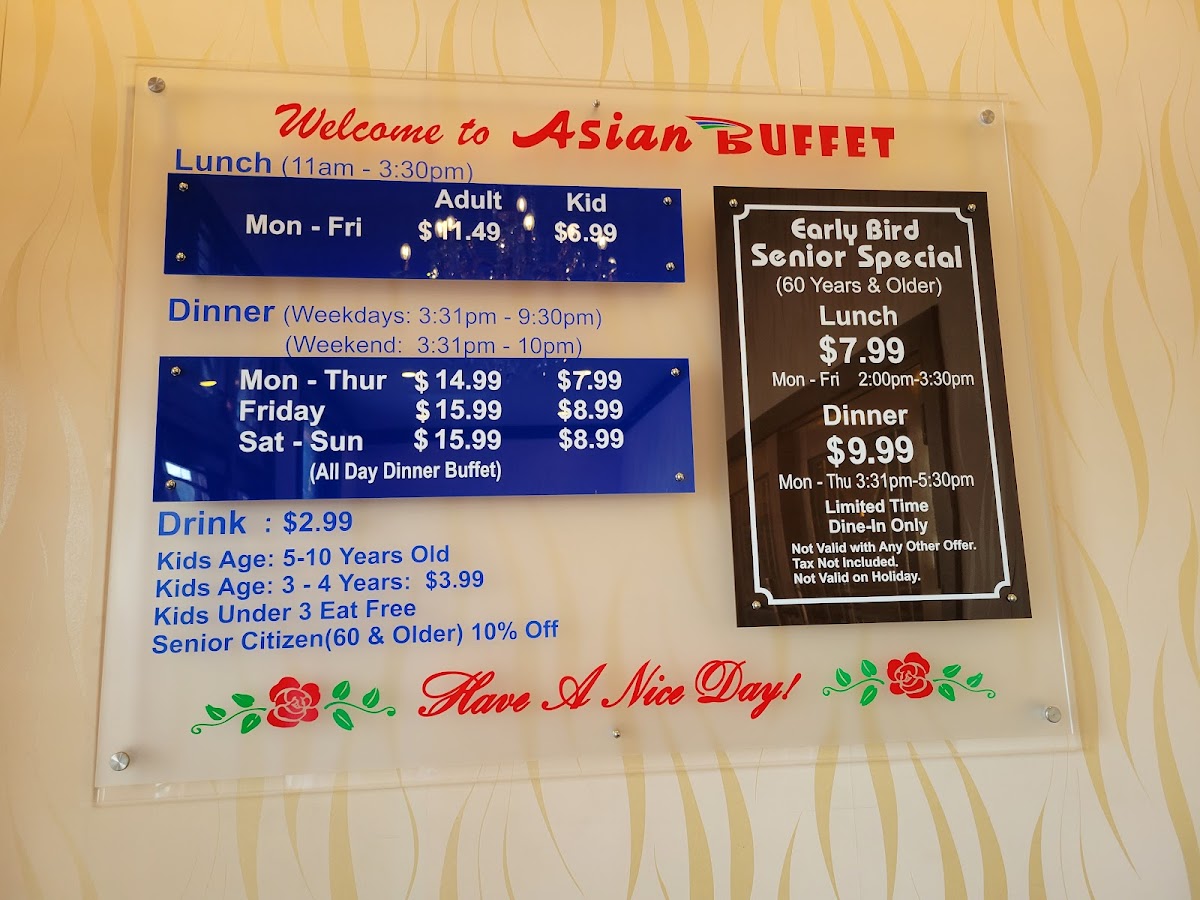 Welcome to Asian BUFFET
Lunch (11am - 3:30pm)
Adult Kid
Mon - Fri $11.49 $6.99
Dinner (Weekdays: 3:31pm - 9:30pm)
(Weekend: 3:31pm - 10pm)
Mon - Thur $14.99 $7.99
Friday $15.99 $8.99
Sat - Sun $15.99 $8.99
(All Day Dinner Buffet)
Drink : $2.99
Kids Age: 5-10 Years Old
Kids Age: 3 - 4 Years: $3.99
Kids Under 3 Eat Free
Senior Citizen(60 & Older) 10% Off
Early Bird
Senior Special
(60 Years & Older)
Lunch
$7.99
Mon - Fri 2:00pm-3:30pm
Dinner
$9.99
Mon - Thu 3:31pm-5:30pm
Limited Time
Dine-In Only
Not Valid with Any Other Offer.
Tax Not Included.
Not Valid on Holiday.
Have A Nice Day!